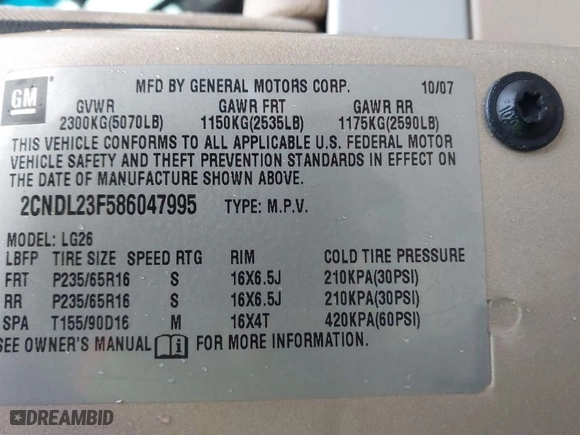 GM
MFD BY GENERAL MOTORS CORP. 10/07
GVWR GAWR FRT GAWR RR
2300KG(5070LB) 1150KG(2535LB) 1175KG(2590LB)
THIS VEHICLE CONFORMS TO ALL APPLICABLE U.S. FEDERAL MOTOR
VEHICLE SAFETY AND THEFT PREVENTION STANDARDS IN EFFECT ON
THE DATE OF MANUFACTURE SHOWN ABOVE.
2CNDL23F586047995 TYPE: M.P.V.
MODEL: LG26
LBFP TIRE SIZE SPEED RTG RIM COLD TIRE PRESSURE
FRT P235/65R16 S 16X6.5J 210KPA(30PSI)
RR P235/65R16 S 16X6.5J 210KPA(30PSI)
SPA T155/90D16 M 16X4T 420KPA(60PSI)
SEE OWNER'S MANUAL FOR MORE INFORMATION.
DREAMBID